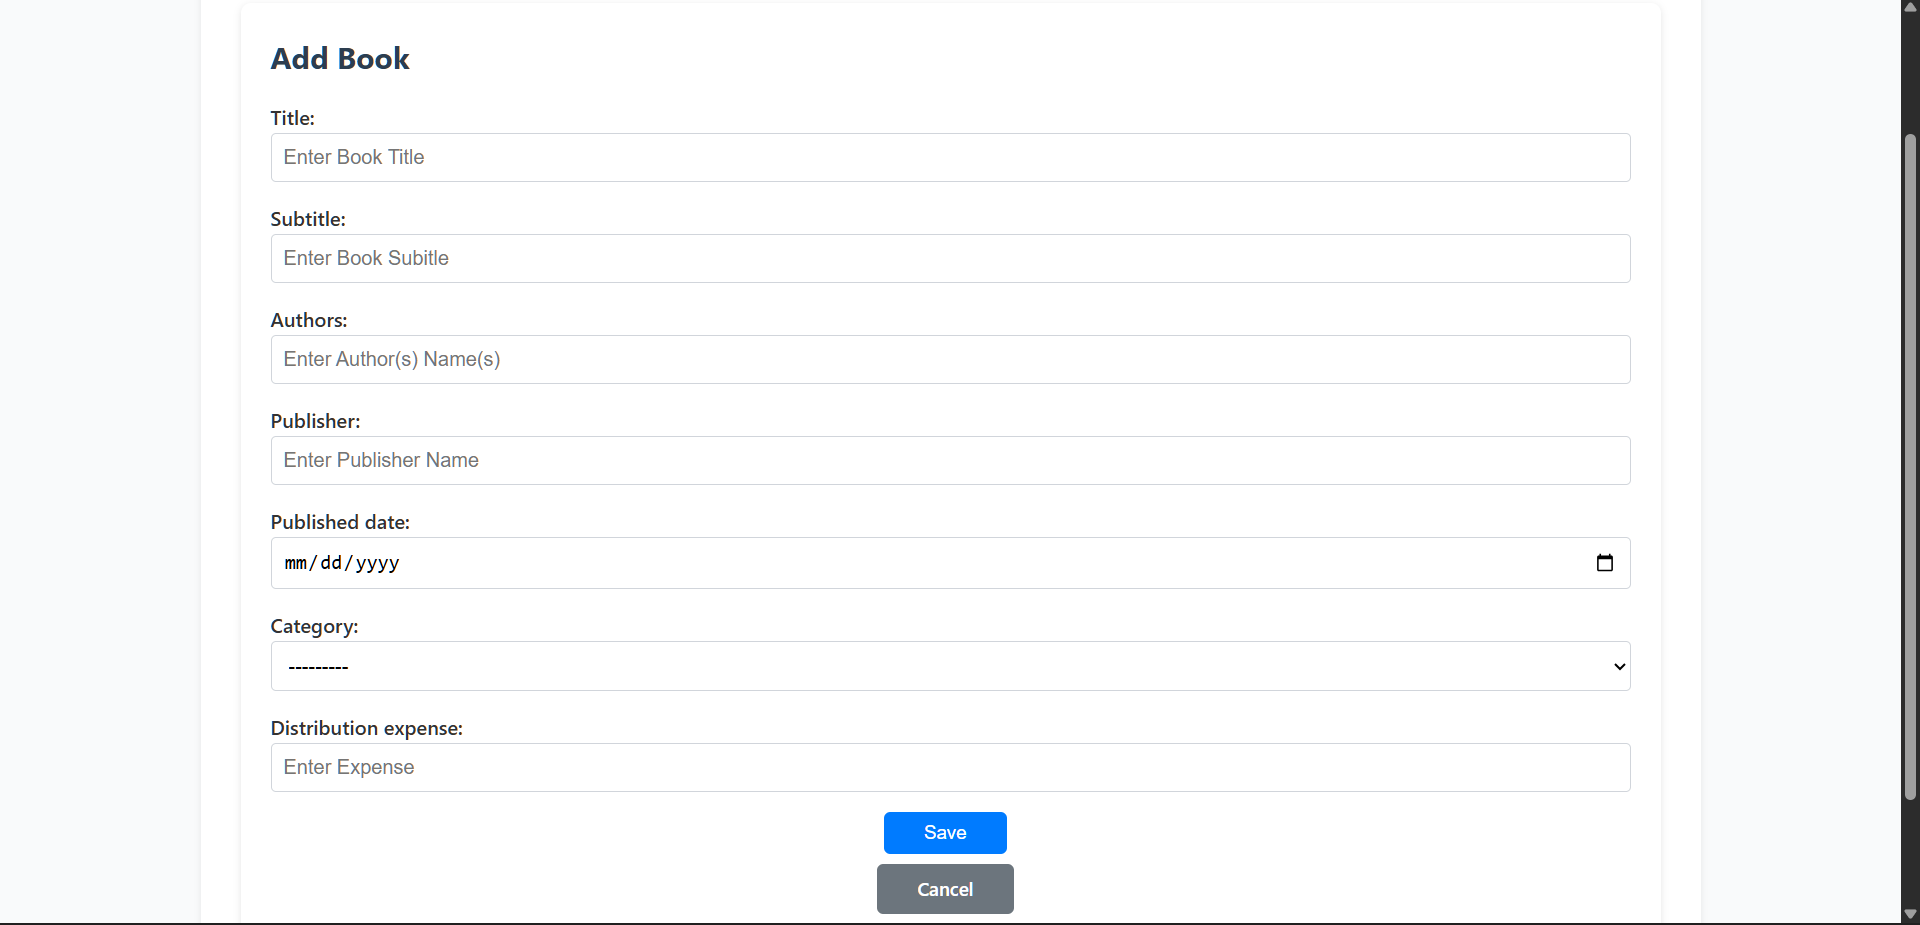 Add Book
Title:
Enter Book Title
Subtitle:
Enter Book Subitle
Authors:
Enter Author(s) Name(s)
Publisher:
Enter Publisher Name
Published date:
mm/dd/yyyy
Category:
---------
Distribution expense:
Enter Expense
Save
Cancel